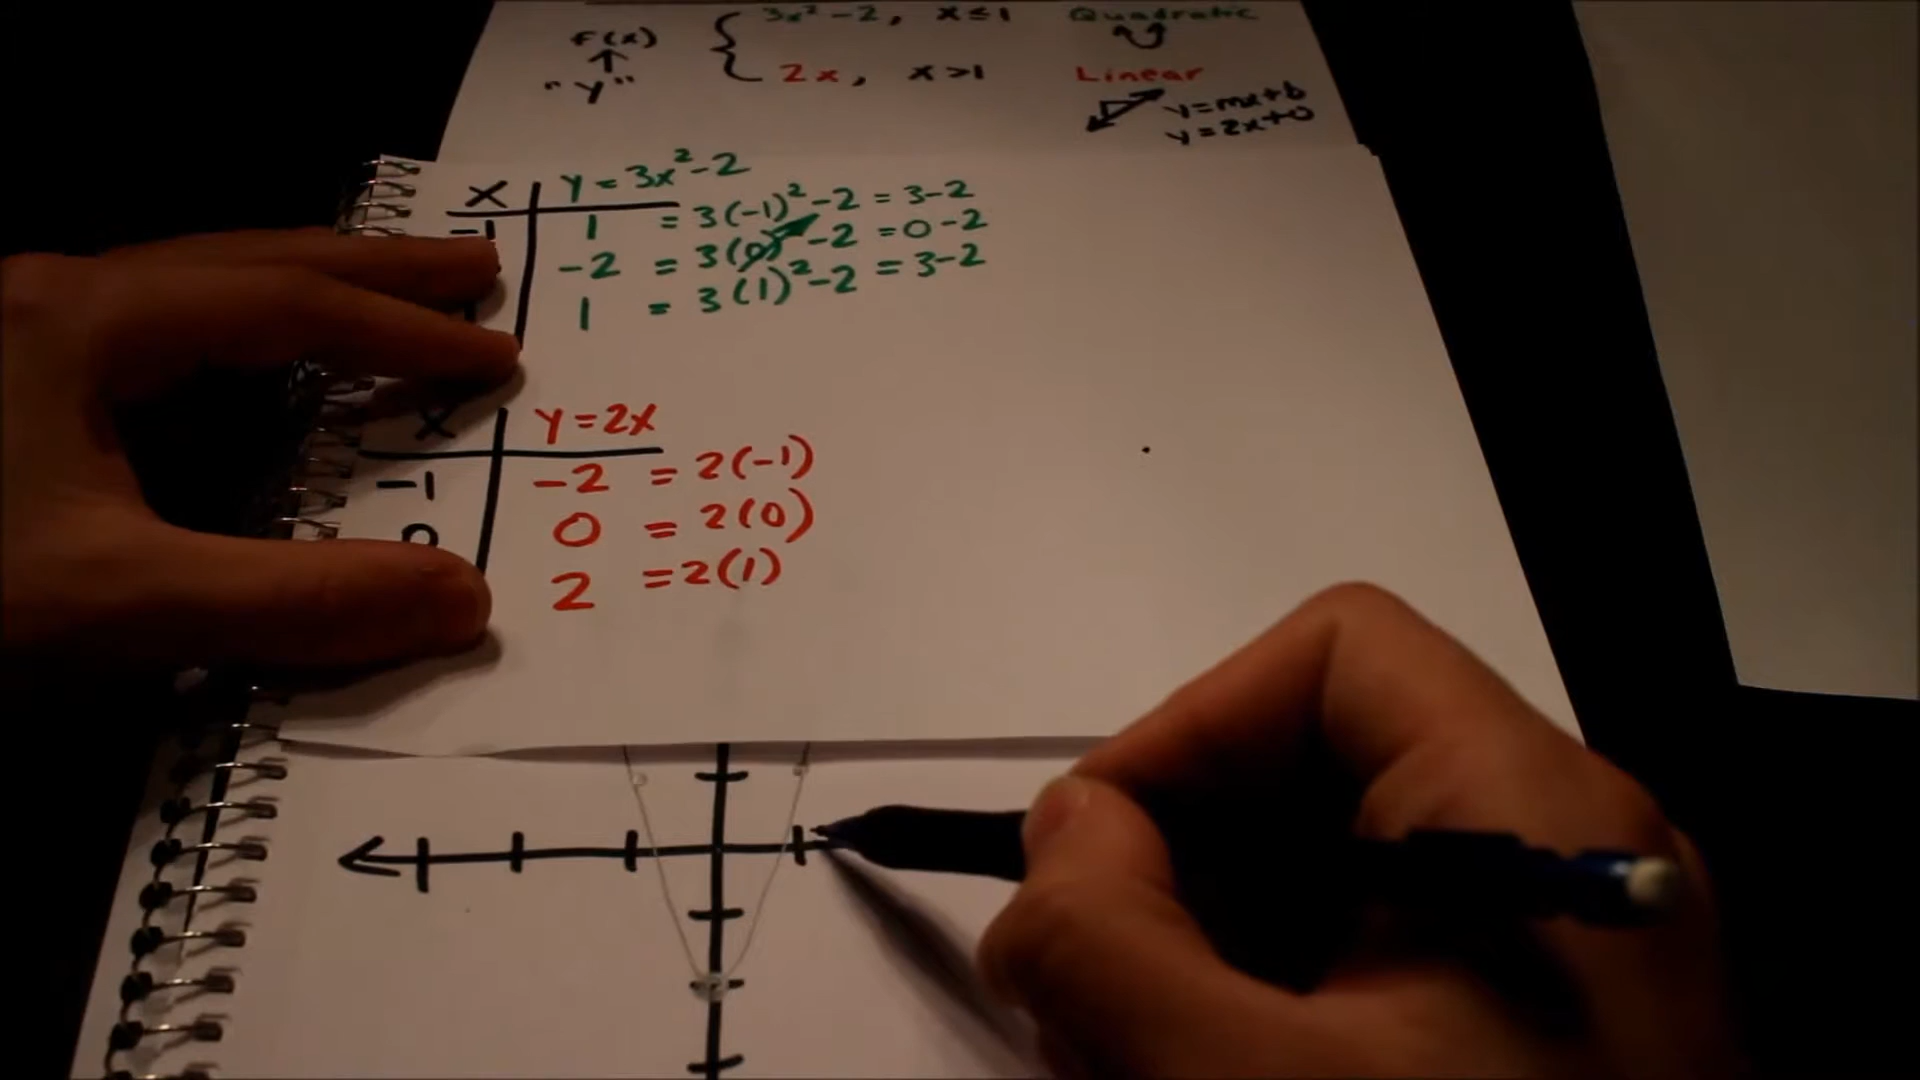 f(x) { 3x² - 2, x ≤ 1 Quadratic
"y" 2x, x > 1 Linear
y = mx + b
y = 2x + 0
x y = 3x² - 2
-1 1 = 3(-1)² - 2 = 3 - 2
-2 = 3(0) - 2 = 0 - 2
1 = 3(1)² - 2 = 3 - 2
x y = 2x
-1 -2 = 2(-1)
0 0 = 2(0)
2 = 2(1)